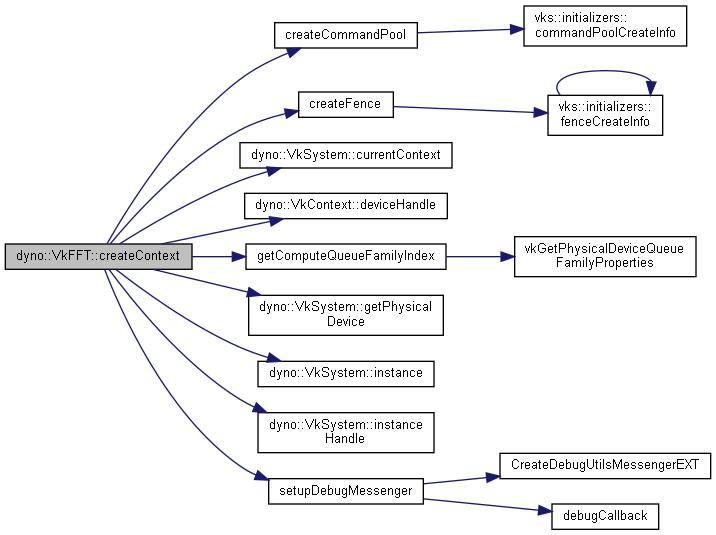 dyno::VkFFT::createContext
createCommandPool
vks::initializers::
commandPoolCreateInfo
createFence
vks::initializers::
fenceCreateInfo
dyno::VkSystem::currentContext
dyno::VkContext::deviceHandle
getComputeQueueFamilyIndex
vkGetPhysicalDeviceQueue
FamilyProperties
dyno::VkSystem::getPhysical
Device
dyno::VkSystem::instance
dyno::VkSystem::instance
Handle
setupDebugMessenger
CreateDebugUtilsMessengerEXT
debugCallback